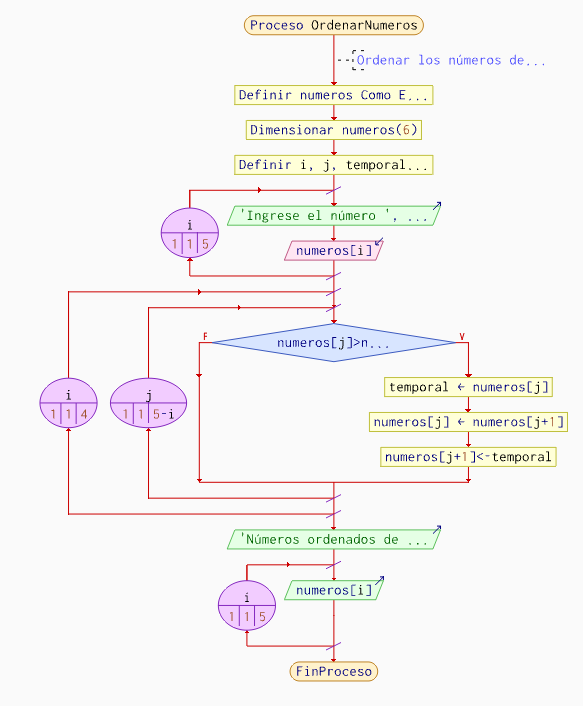 Proceso OrdenarNumeros
Ordenar los números de...
Definir numeros Como E...
Dimensionar numeros(6)
Definir i, j, temporal...
'Ingrese el número ', ...
i
1 1 5
numeros[i]
numeros[j]>n...
F
V
i
1 1 4
j
1 1 5-i
temporal ← numeros[j]
numeros[j] ← numeros[j+1]
numeros[j+1]<-temporal
'Números ordenados de ...
i
1 1 5
numeros[i]
FinProceso